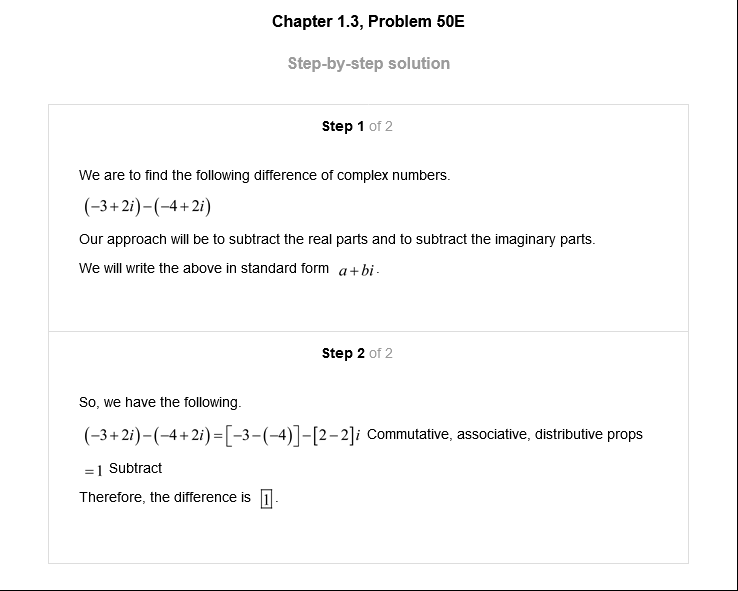 Chapter 1.3, Problem 50E
Step-by-step solution
Step 1 of 2
We are to find the following difference of complex numbers.
(−3+2i)−(−4+2i)
Our approach will be to subtract the real parts and to subtract the imaginary parts.
We will write the above in standard form a+bi.
Step 2 of 2
So, we have the following.
(−3+2i)−(−4+2i)=[−3−(−4)]−[2−2]i Commutative, associative, distributive props
=1 Subtract
Therefore, the difference is 1.